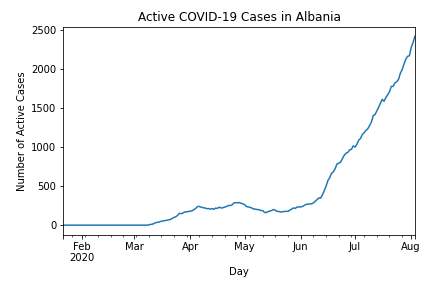 Active COVID-19 Cases in Albania
2500
2000
1500
1000
500
0
Number of Active Cases
Feb
2020
Mar
Apr
May
Jun
Jul
Aug
Day